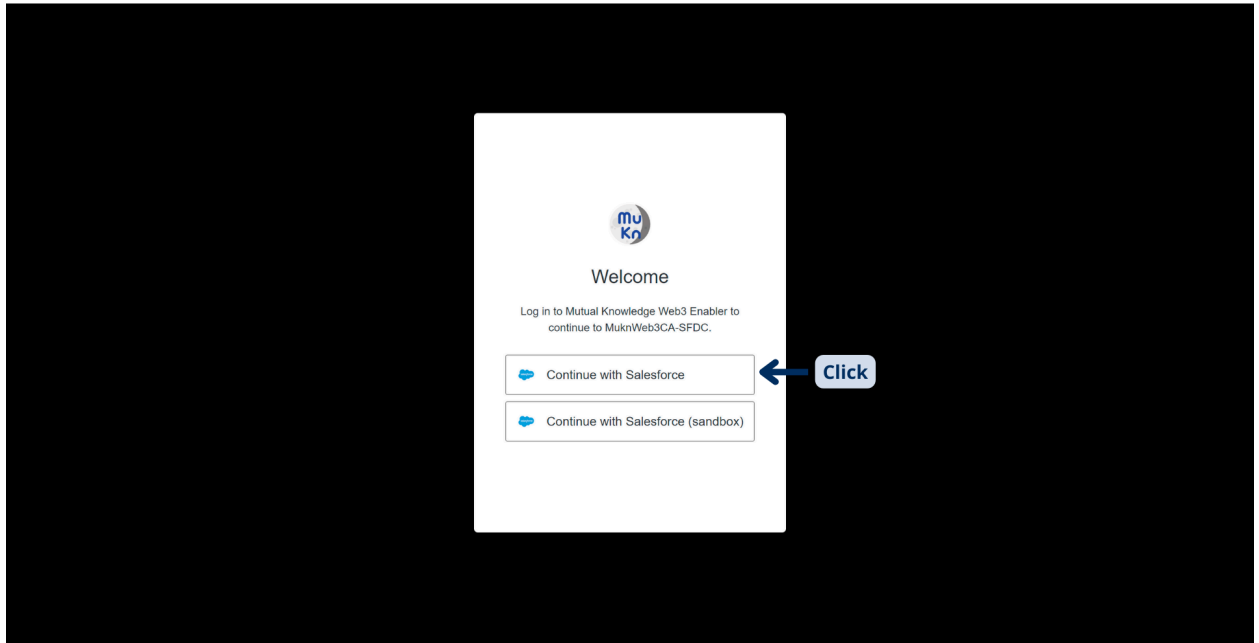 Mu
Kn
Welcome
Log in to Mutual Knowledge Web3 Enabler to
continue to MuknWeb3CA-SFDC.
Continue with Salesforce
Click
Continue with Salesforce (sandbox)